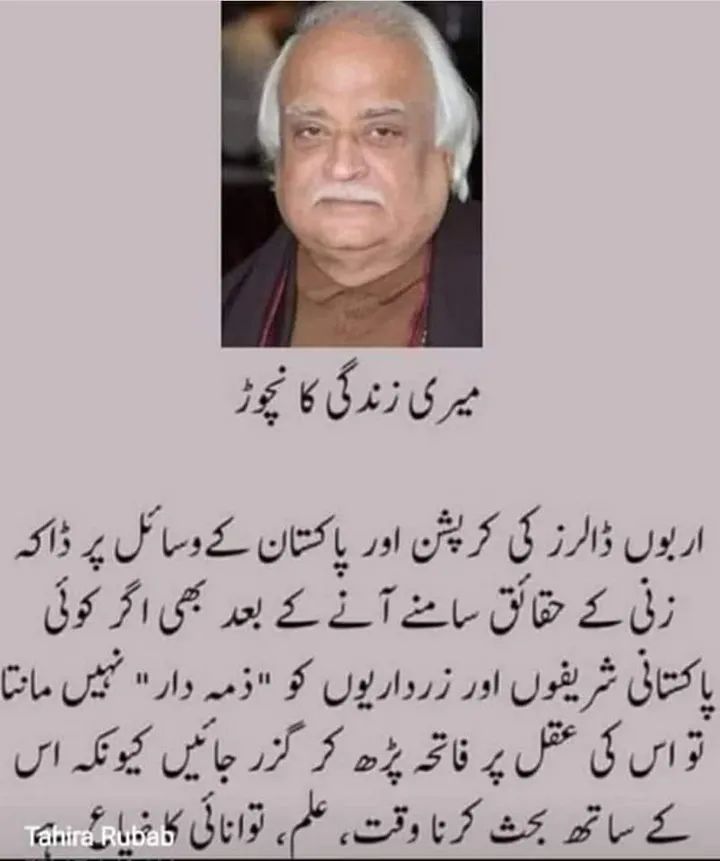 میری زندگی کا نچوڑ
اربوں ڈالرز کی کرپشن اور پاکستان کے وسائل پر ڈاکہ
زنی کے حقائق سامنے آنے کے بعد بھی اگر کوئی
پاکستانی شریفوں اور زرداریوں کو "ذمہ دار" نہیں مانتا
تو اس کی عقل پر فاتحہ پڑھ کر گزر جائیں کیونکہ اس
کے ساتھ بحث کرنا وقت، علم، توانائی کا ضیاع ہے
Tahira Rubab